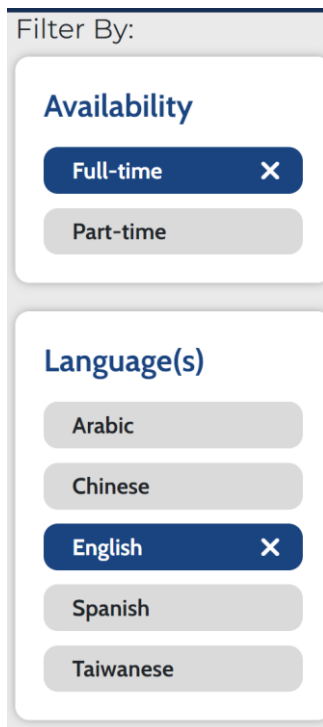 Filter By:
Availability
Full-time
Part-time
Language(s)
Arabic
Chinese
English
Spanish
Taiwanese